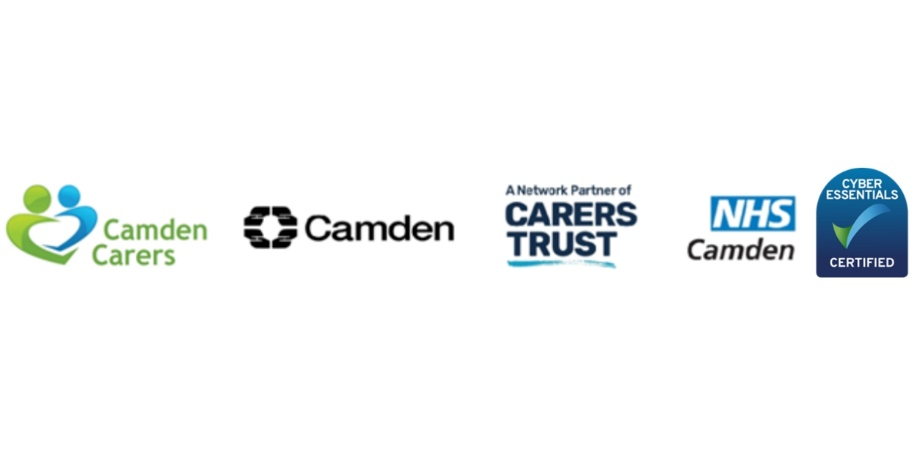 Camden
Carers
Camden
A Network Partner of
CARERS
TRUST
NHS
Camden
CYBER
ESSENTIALS
CERTIFIED